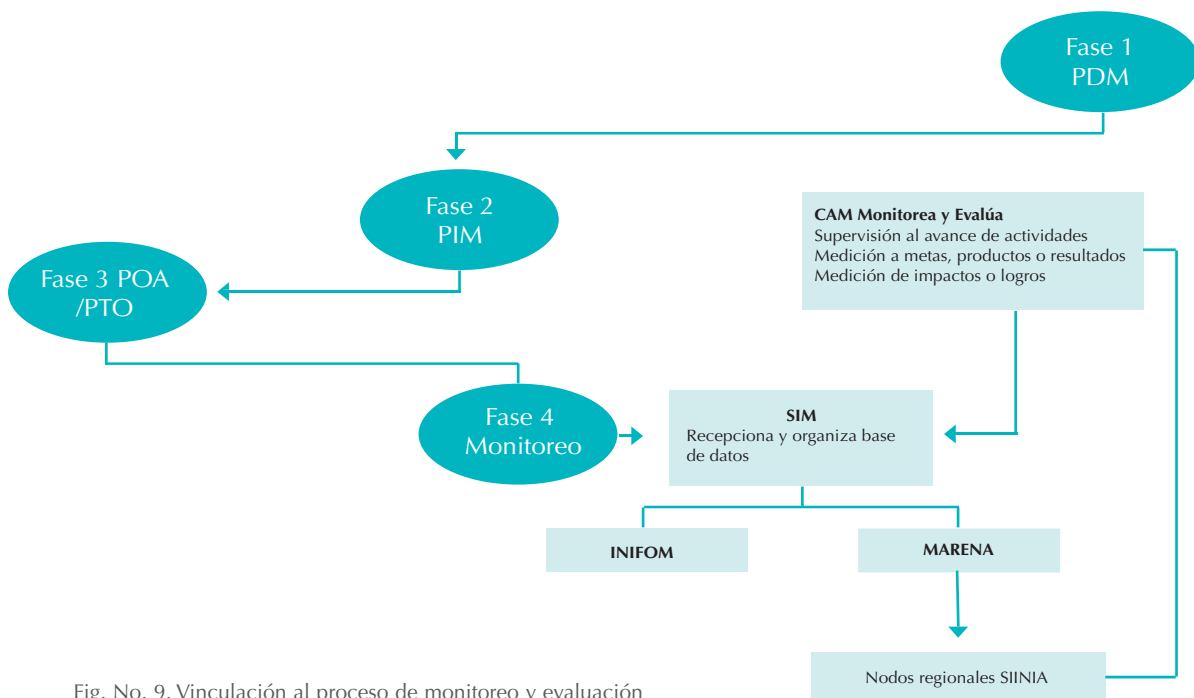 Fase 1
PDM
Fase 2
PIM
CAM Monitorea y Evalúa
Supervisión al avance de actividades
Medición a metas, productos o resultados
Medición de impactos o logros
Fase 3 POA
/PTO
Fase 4
Monitoreo
SIM
Recepciona y organiza base
de datos
INIFOM
MARENA
Nodos regionales SIINIA
Fig. No. 9. Vinculación al proceso de monitoreo y evaluación